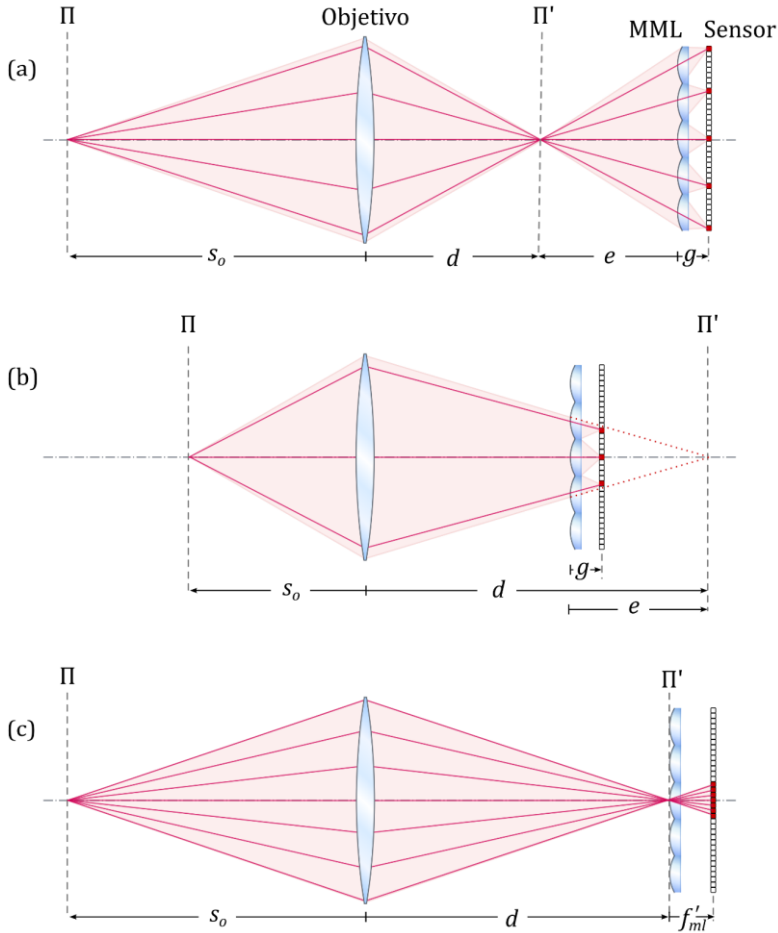 Π Objetivo Π' MML Sensor
(a)
s_o d e g
Π Π'
(b)
g
s_o d
e
Π Π'
(c)
s_o d f'_ml